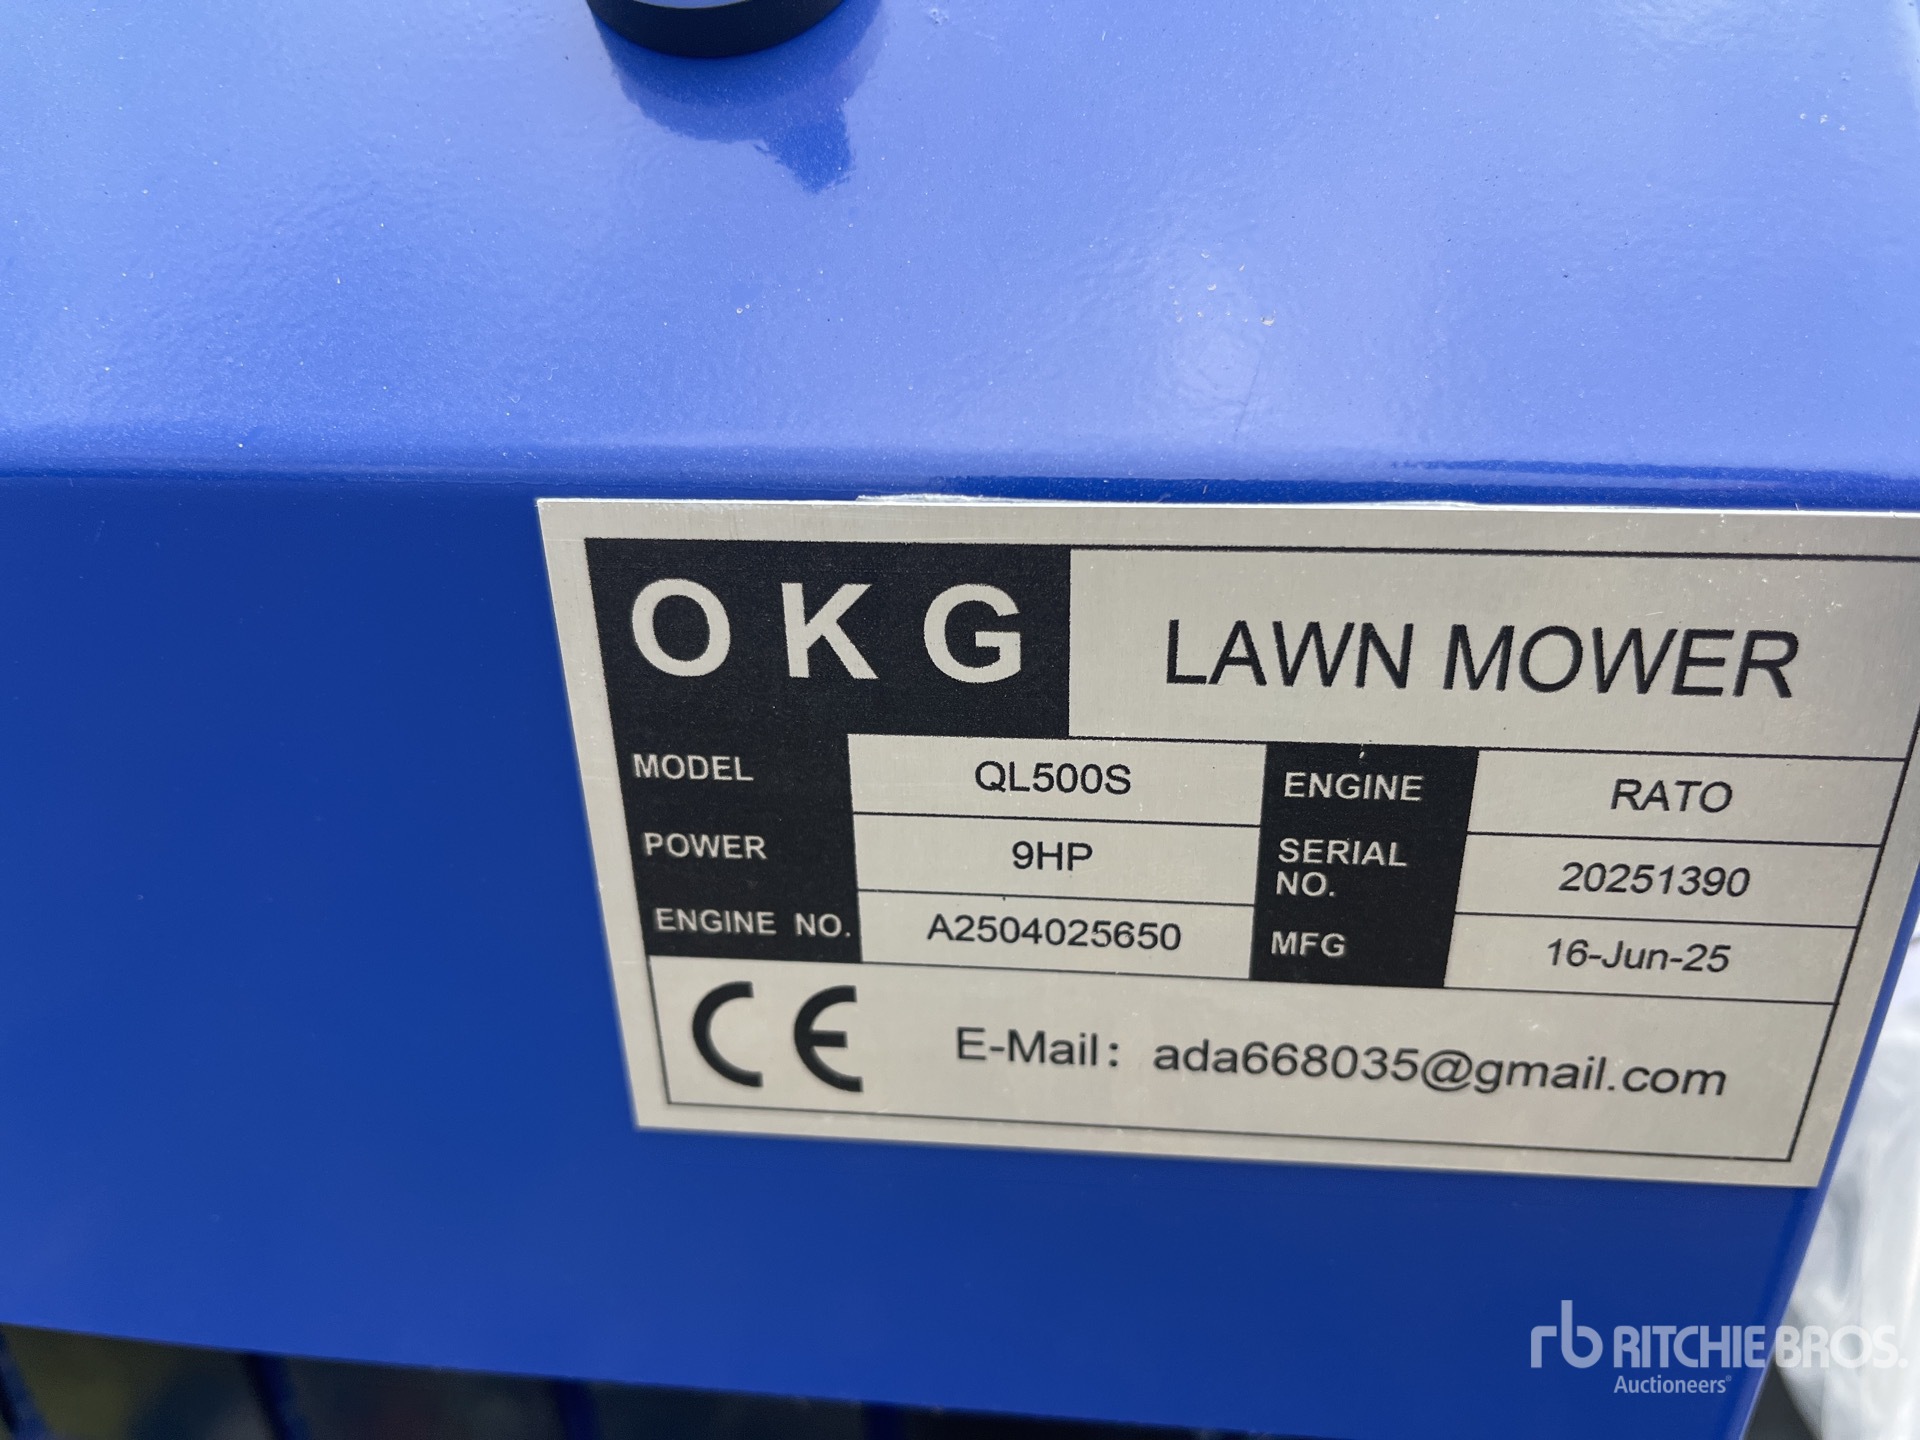 OKG LAWN MOWER
MODEL QL500S ENGINE RATO
POWER 9HP SERIAL NO. 20251390
ENGINE NO. A2504025650 MFG 16-Jun-25
CE E-Mail: ada668035@gmail.com
rb RITCHIE BROS.
Auctioneers®